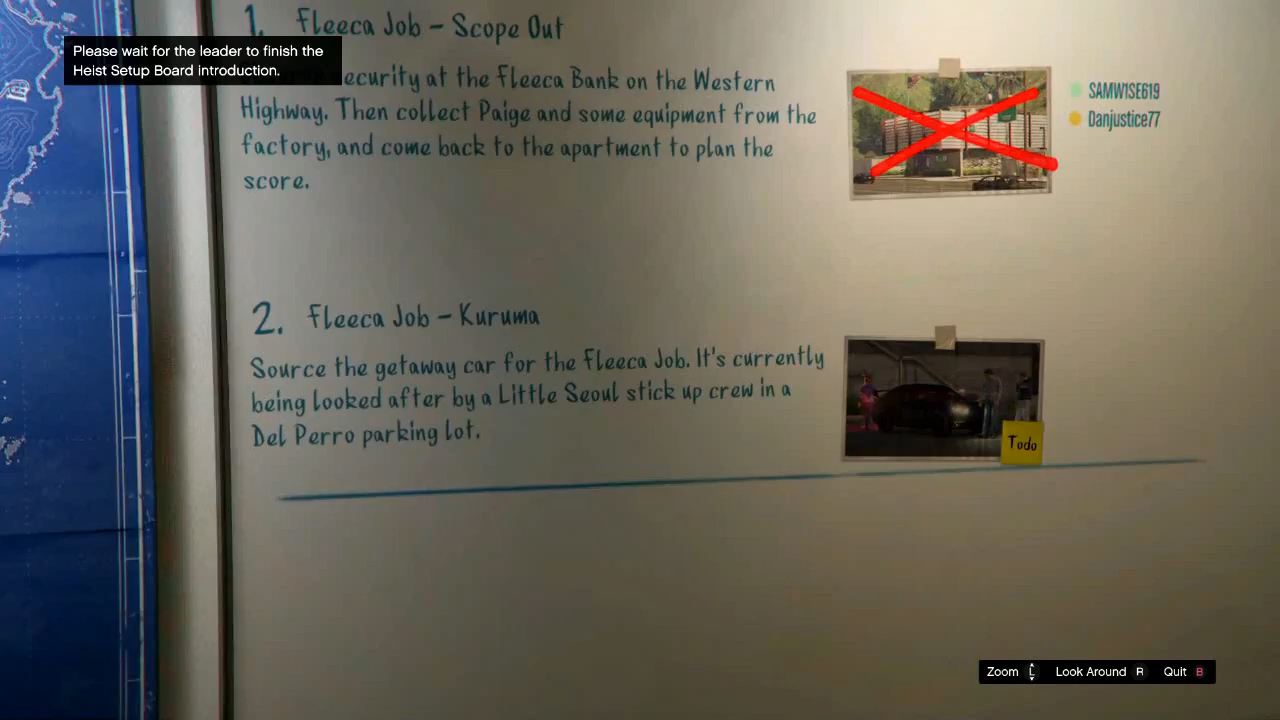 1. Fleeca Job - Scope Out
Please wait for the leader to finish the
Heist Setup Board introduction.
security at the Fleeca Bank on the Western
Highway. Then collect Paige and some equipment from the
factory, and come back to the apartment to plan the
score.
SAMW1SE619
Danjustice77
2. Fleeca Job - Kuruma
Source the getaway car for the Fleeca Job. It's currently
being looked after by a Little Seoul stick up crew in a
Del Perro parking lot.
Todo
Zoom L Look Around R Quit B